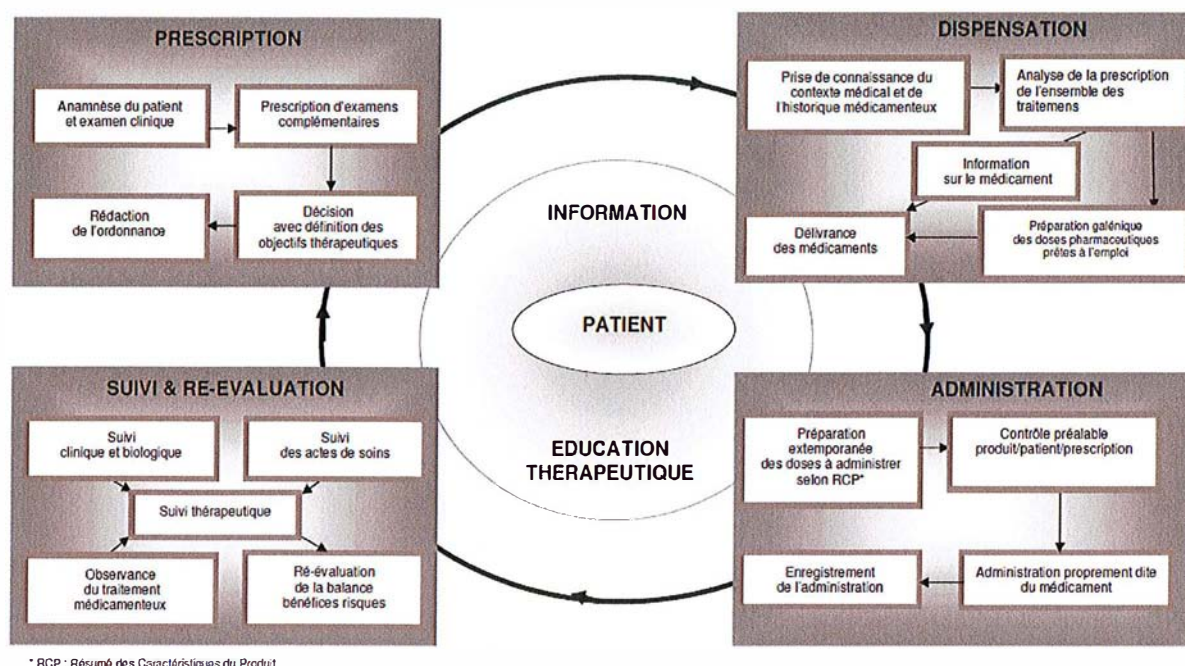 PRESCRIPTION
Anamnèse du patient
et examen clinique
Prescription d'examens
complémentaires
Rédaction
de l'ordonnance
Décision
avec définition des
objectifs thérapeutiques
DISPENSATION
Prise de connaissance du
contexte médical et de
l'historique médicamenteux
Analyse de la prescription
de l'ensemble des
traitemens
Information
sur le médicament
Délivrance
des médicaments
Préparation galénique
des doses pharmaceutiques
prêtes à l'emploi
INFORMATION
PATIENT
EDUCATION
THERAPEUTIQUE
SUIVI & RE-EVALUATION
Suivi
clinique et biologique
Suivi
des actes de soins
Suivi thérapeutique
Observance
du traitement
médicamenteux
Ré-évaluation
de la balance
bénéfices risques
ADMINISTRATION
Préparation
extemporanée
des doses à administrer
selon RCP*
Contrôle préalable
produit/patient/prescription
Enregistrement
de l'administration
Administration proprement dite
du médicament
* RCP : Résumé des Caractéristiques du Produit